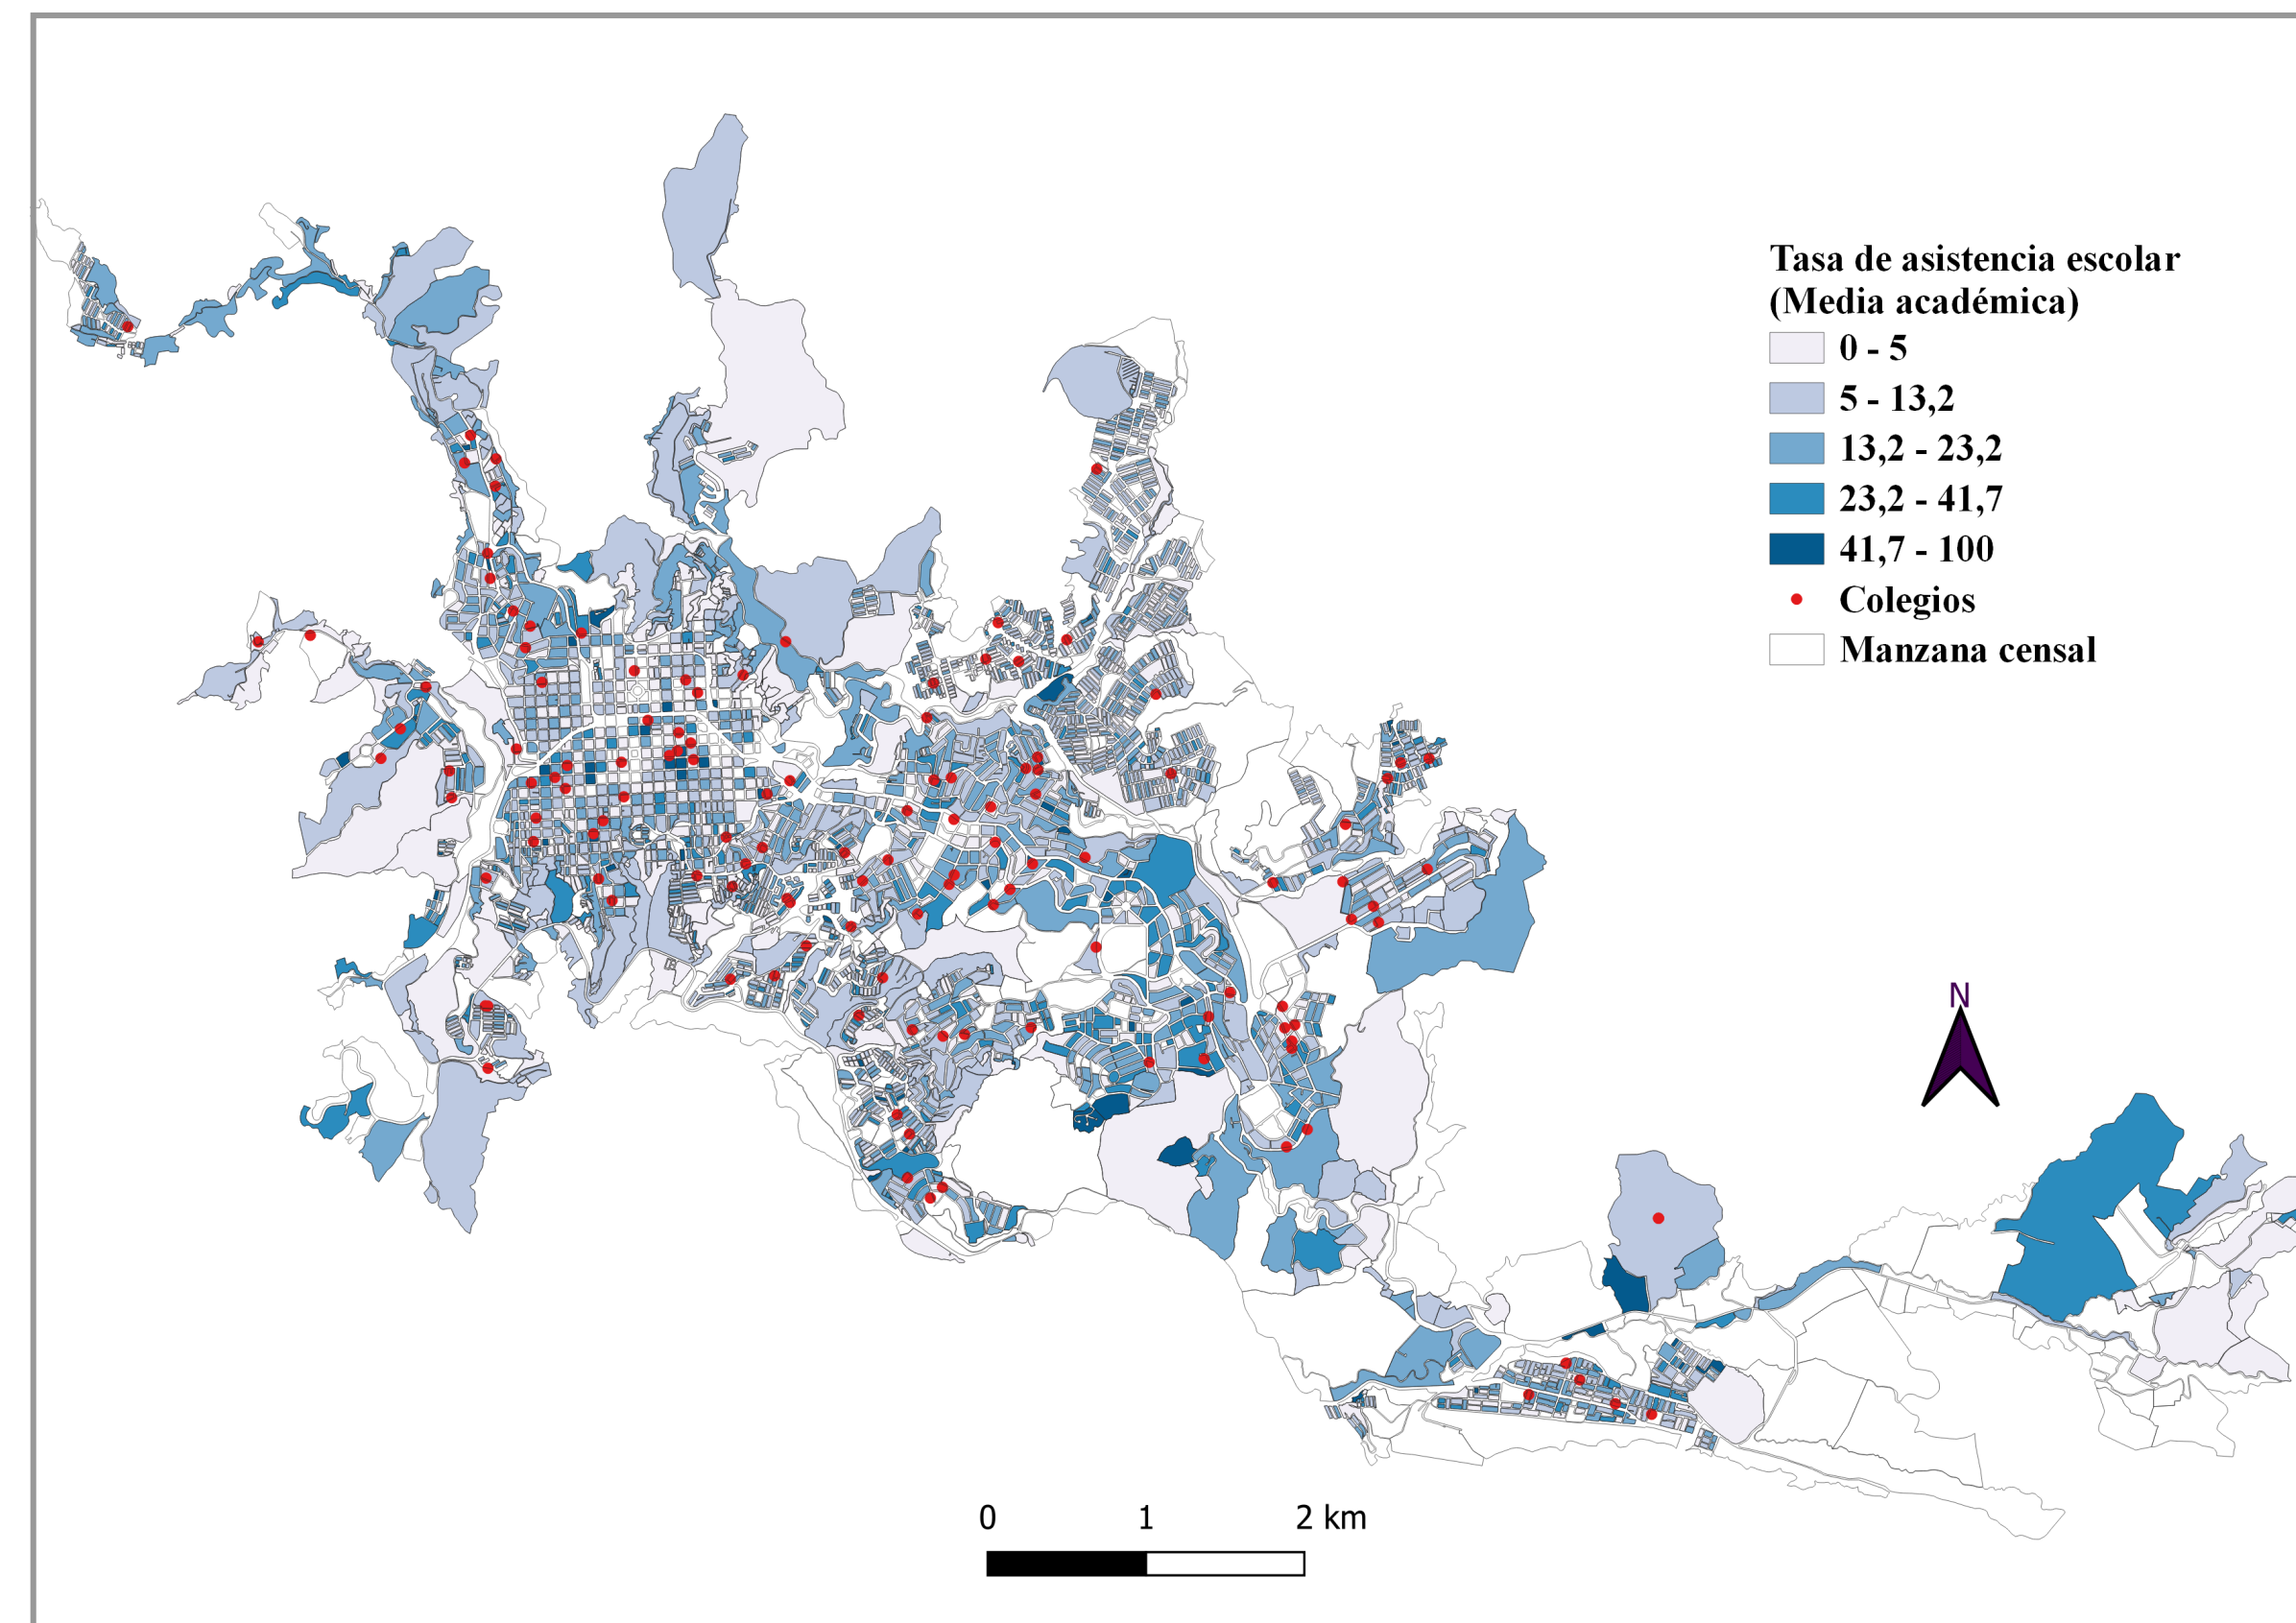 Tasa de asistencia escolar
(Media académica)
0 - 5
5 - 13,2
13,2 - 23,2
23,2 - 41,7
41,7 - 100
Colegios
Manzana censal
N
0 1 2 km